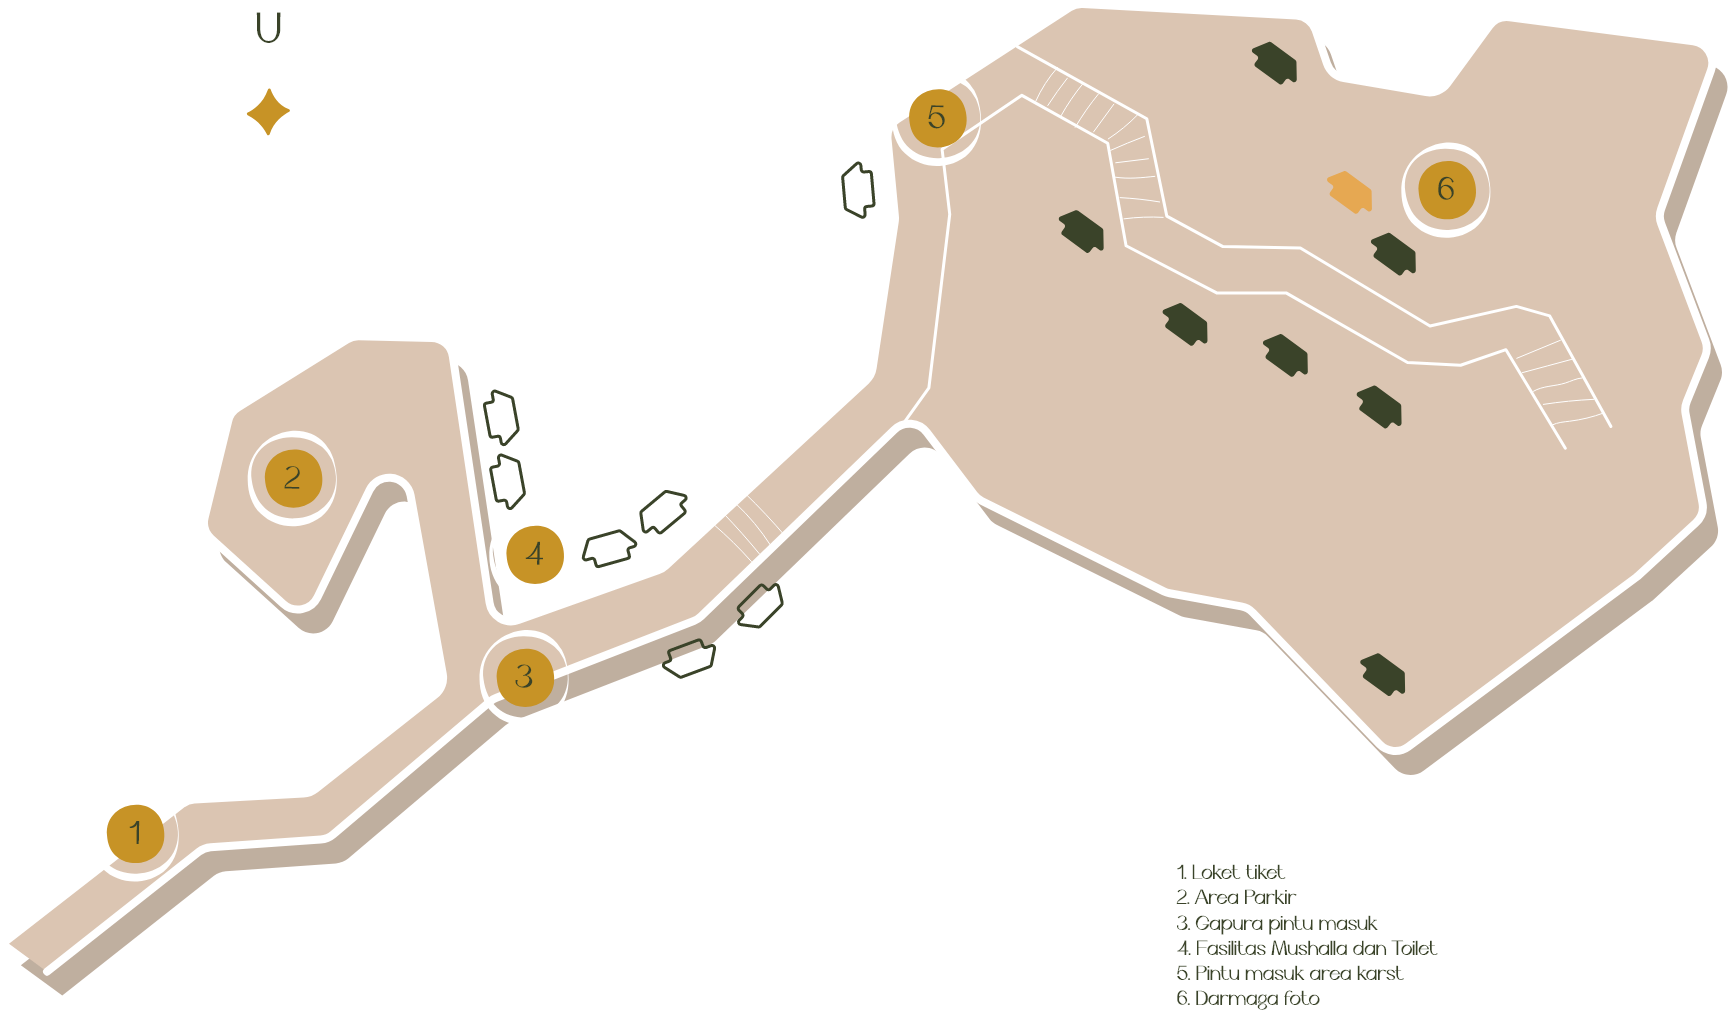 U
5
6
2
4
3
1
1. Loket tiket
2. Area Parkir
3. Gapura pintu masuk
4. Fasilitas Mushalla dan Toilet
5. Pintu masuk area karst
6. Darmaga foto